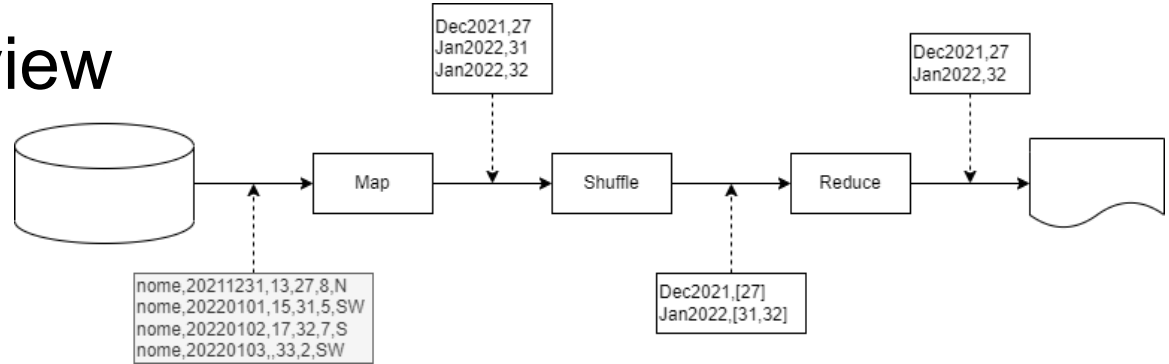 Dec2021,27
Jan2022,31
Jan2022,32
Dec2021,27
Jan2022,32
Map
Shuffle
Reduce
nome,20211231,13,27,8,N
nome,20220101,15,31,5,SW
nome,20220102,17,32,7,S
nome,20220103,,33,2,SW
Dec2021,[27]
Jan2022,[31,32]